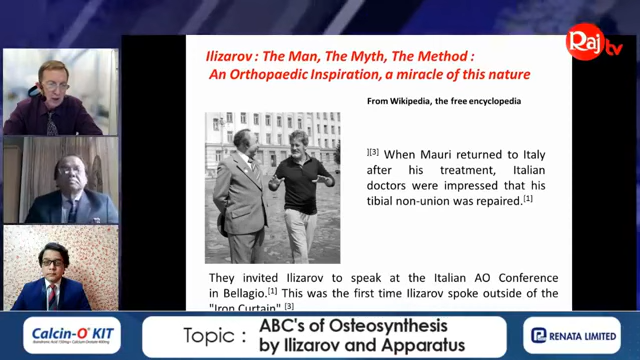 Ilizarov : The Man, The Myth, The Method :
An Orthopaedic Inspiration, a miracle of this nature
Raj tv
From Wikipedia, the free encyclopedia
][3] When Mauri returned to Italy
after his treatment, Italian
doctors were impressed that his
tibial non-union was repaired.[1]
They invited Ilizarov to speak at the Italian AO Conference
in Bellagio.[1] This was the first time Ilizarov spoke outside of the
"Iron Curtain" [3]
Calcin-O KIT
Topic :
ABC's of Osteosynthesis
by Ilizarov and Apparatus
RENATA LIMITED